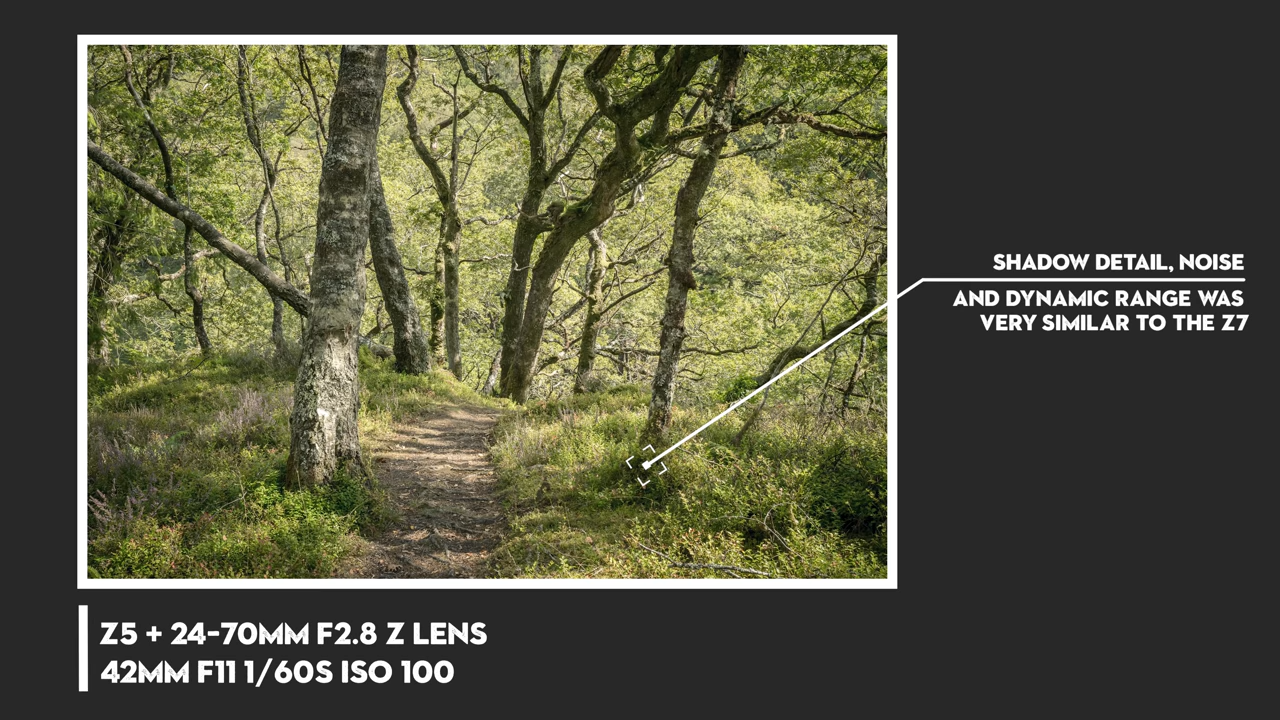 SHADOW DETAIL, NOISE
AND DYNAMIC RANGE WAS
VERY SIMILAR TO THE Z7
Z5 + 24-70MM F2.8 Z LENS
42MM F11 1/60S ISO 100